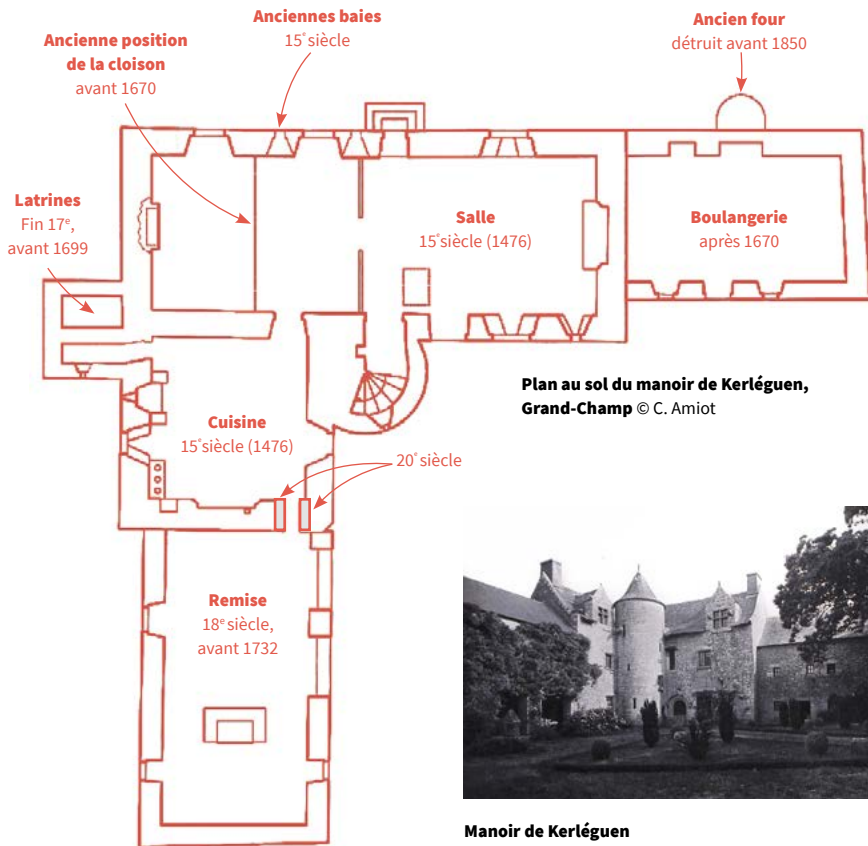 Anciennes baies
15e siècle
Ancien four
détruit avant 1850
Ancienne position
de la cloison
avant 1670
Latrines
Fin 17e,
avant 1699
Salle
15e siècle (1476)
Boulangerie
après 1670
Plan au sol du manoir de Kerléguen,
Grand-Champ © C. Amiot
Cuisine
15e siècle (1476)
20e siècle
Remise
18e siècle,
avant 1732
Manoir de Kerléguen